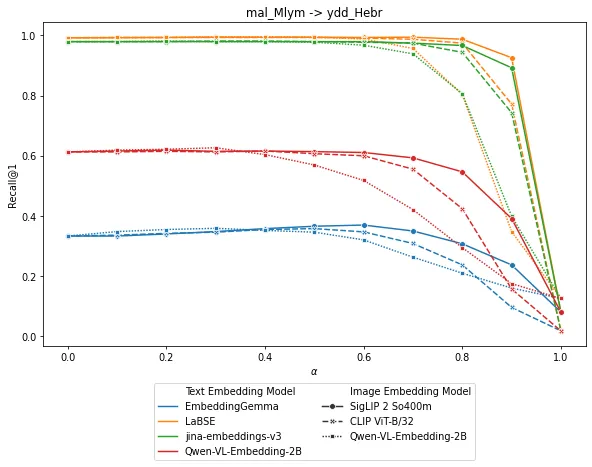 mal_Mlym -> ydd_Hebr
Recall@1
1.0
0.8
0.6
0.4
0.2
0.0
0.0 0.2 0.4 0.6 0.8 1.0
α
Text Embedding Model
EmbeddingGemma
LaBSE
jina-embeddings-v3
Qwen-VL-Embedding-2B
Image Embedding Model
SigLIP 2 So400m
CLIP ViT-B/32
Qwen-VL-Embedding-2B